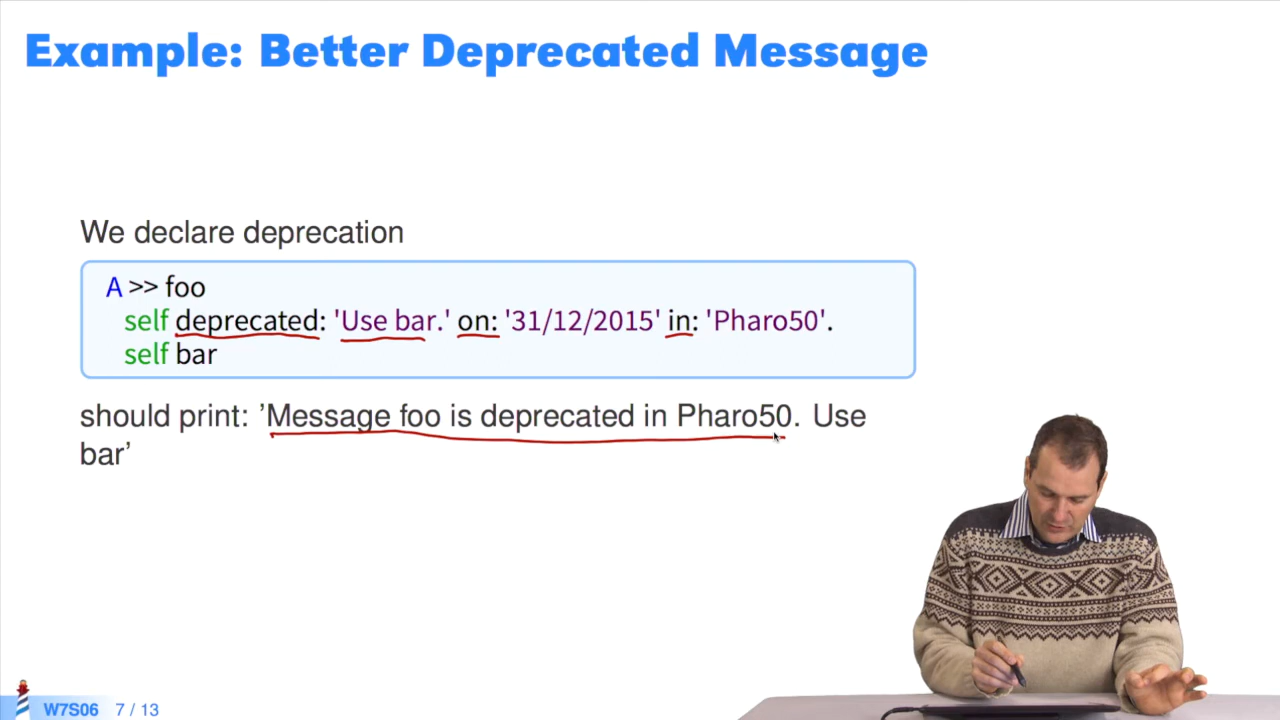 Example: Better Deprecated Message
We declare deprecation
A >> foo
self deprecated: 'Use bar.' on: '31/12/2015' in: 'Pharo50'.
self bar
should print: 'Message foo is deprecated in Pharo50. Use
bar'
W7S06 7 / 13